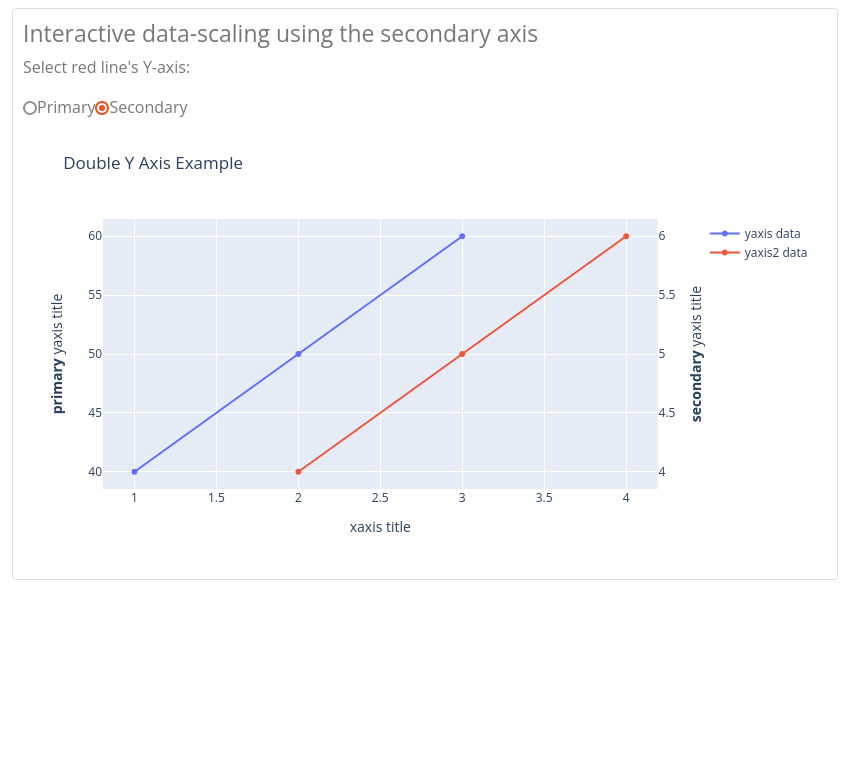 Interactive data-scaling using the secondary axis
Select red line's Y-axis:
Primary Secondary
Double Y Axis Example
60
55
50
45
40
primary yaxis title
1 1.5 2 2.5 3 3.5 4
xaxis title
6
5.5
5
4.5
4
secondary yaxis title
yaxis data
yaxis2 data